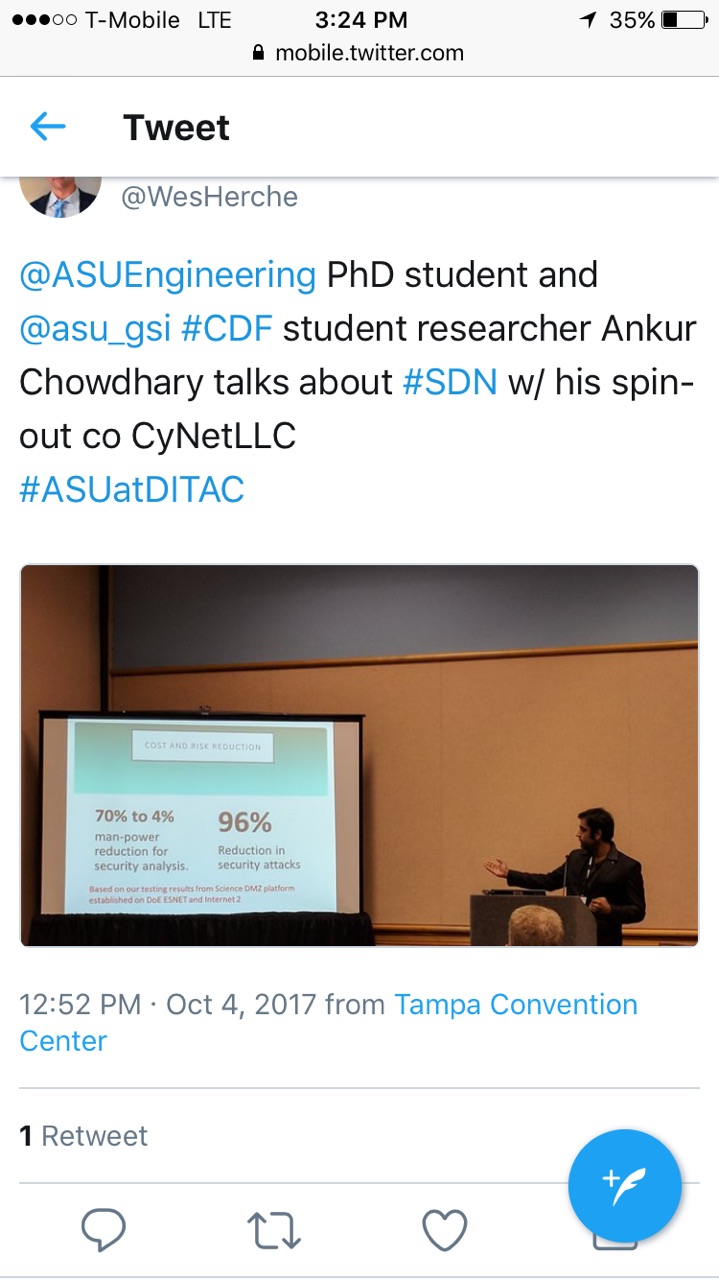 T-Mobile LTE 3:24 PM 35%
mobile.twitter.com
Tweet
@WesHerche
@ASUEngineering PhD student and
@asu_gsi #CDF student researcher Ankur
Chowdhary talks about #SDN w/ his spin-
out co CyNetLLC
#ASUatDITAC
COST AND RISK REDUCTION
70% to 4%
man-power
reduction for
security analysis.
96%
Reduction in
security attacks
Based on our testing results from Science DMZ platform
established on DoE ESNET and Internet 2
12:52 PM · Oct 4, 2017 from Tampa Convention
Center
1 Retweet